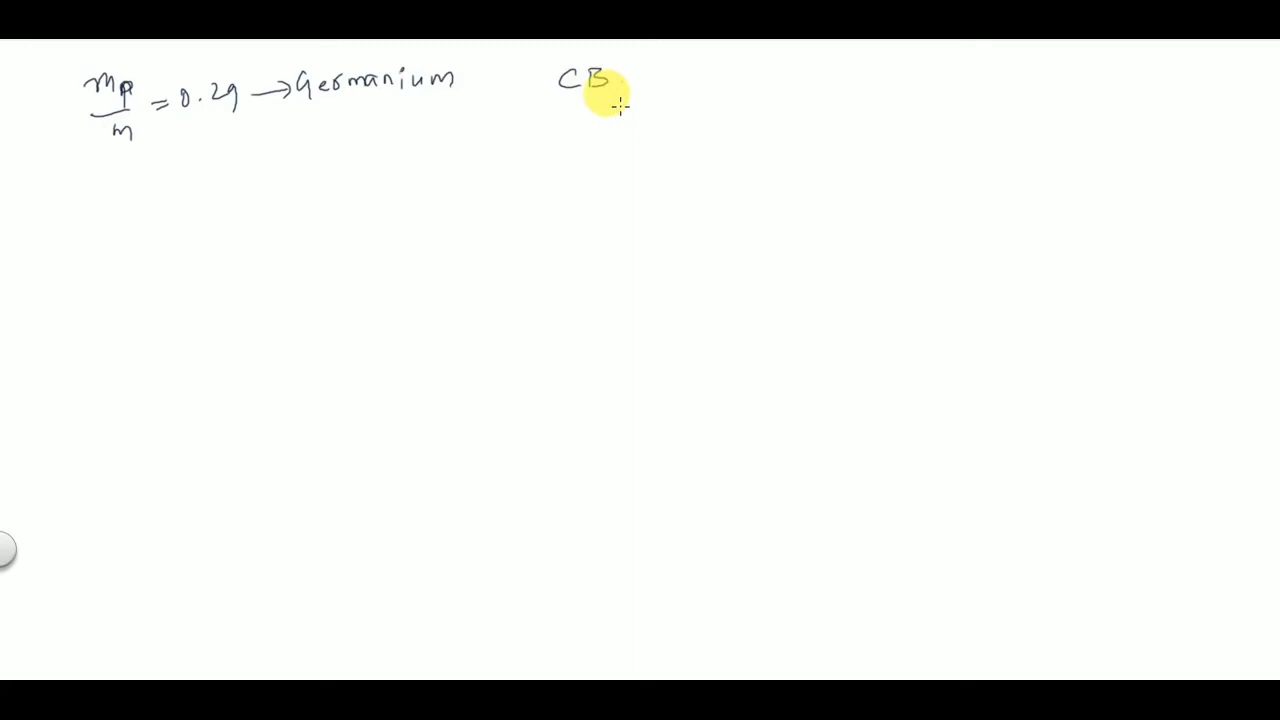 mp/m = 0.29 → Germanium CB